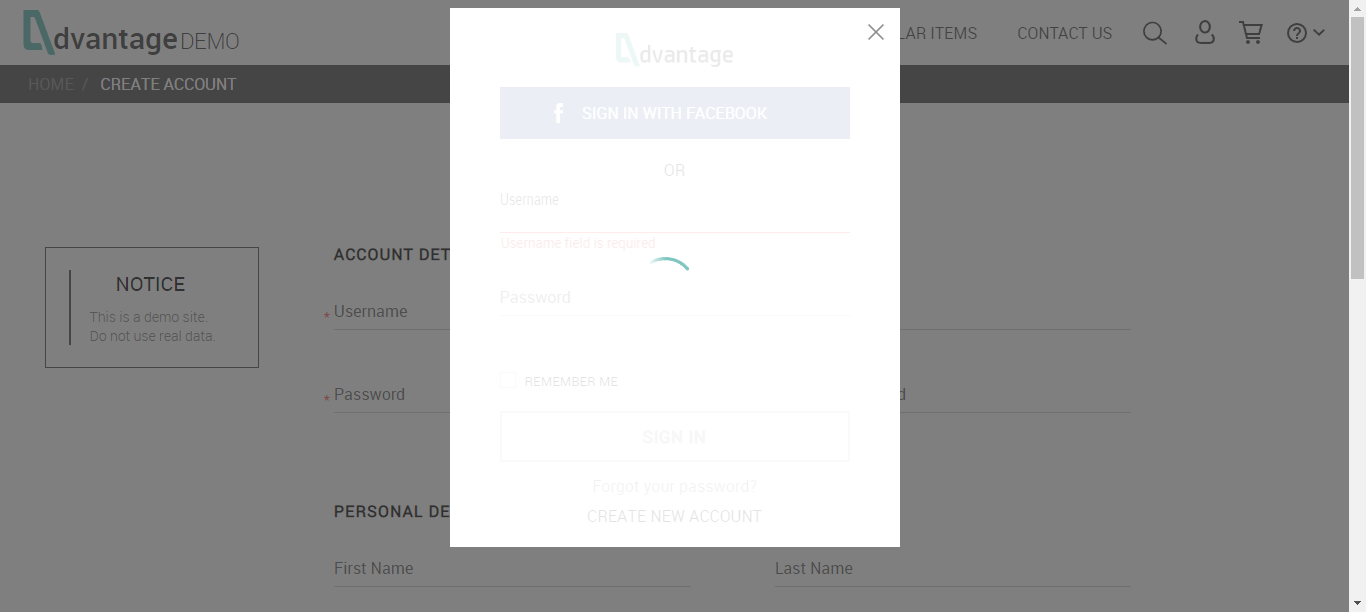 Advantage DEMO
LAR ITEMS
CONTACT US
HOME / CREATE ACCOUNT
Advantage
SIGN IN WITH FACEBOOK
OR
Username
Username field is required
Password
REMEMBER ME
SIGN IN
Forgot your password?
CREATE NEW ACCOUNT
NOTICE
This is a demo site.
Do not use real data.
ACCOUNT DET
* Username
* Password
d
PERSONAL DE
First Name
Last Name